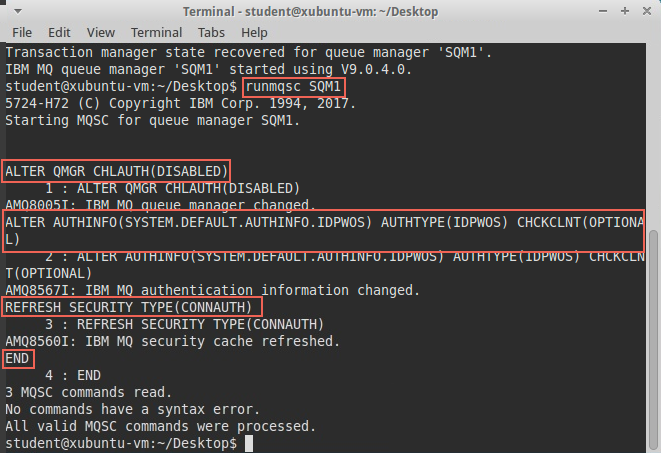 Terminal - student@xubuntu-vm: ~/Desktop
File Edit View Terminal Tabs Help
Transaction manager state recovered for queue manager 'SQM1'.
IBM MQ queue manager 'SQM1' started using V9.0.4.0.
student@xubuntu-vm:~/Desktop$ runmqsc SQM1
5724-H72 (C) Copyright IBM Corp. 1994, 2017.
Starting MQSC for queue manager SQM1.
ALTER QMGR CHLAUTH(DISABLED)
1 : ALTER QMGR CHLAUTH(DISABLED)
AMQ8005I: IBM MQ queue manager changed.
ALTER AUTHINFO(SYSTEM.DEFAULT.AUTHINFO.IDPWOS) AUTHTYPE(IDPWOS) CHCKCLNT(OPTIONA
L)
2 : ALTER AUTHINFO(SYSTEM.DEFAULT.AUTHINFO.IDPWOS) AUTHTYPE(IDPWOS) CHCKCLN
T(OPTIONAL)
AMQ8567I: IBM MQ authentication information changed.
REFRESH SECURITY TYPE(CONNAUTH)
3 : REFRESH SECURITY TYPE(CONNAUTH)
AMQ8560I: IBM MQ security cache refreshed.
END
4 : END
3 MQSC commands read.
No commands have a syntax error.
All valid MQSC commands were processed.
student@xubuntu-vm:~/Desktop$